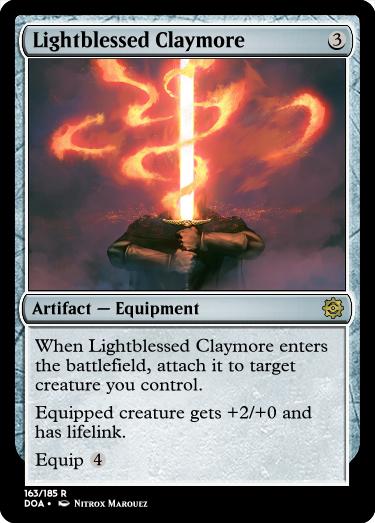 Lightblessed Claymore 3
Artifact — Equipment
When Lightblessed Claymore enters
the battlefield, attach it to target
creature you control.
Equipped creature gets +2/+0 and
has lifelink.
Equip 4
163/185 R
DOA • Nitrox Marquez